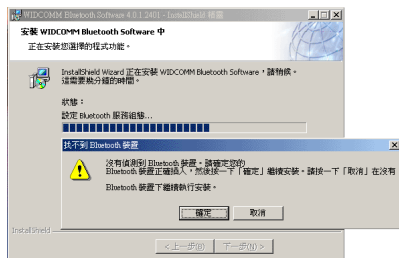 WIDCOMM Bluetooth Software 4.0.1.2401 - InstallShield 精靈
安裝 WIDCOMM Bluetooth Software 中
正在安裝您選擇的程式功能。
InstallShield Wizard 正在安裝 WIDCOMM Bluetooth Software,請稍候。
這需要幾分鐘的時間。
狀態:
設定 Bluetooth 服務組態...
找不到 Bluetooth 裝置
沒有偵測到 Bluetooth 裝置。請確定您的
Bluetooth 裝置正確插入,然後按一下「確定」繼續安裝。請按一下「取消」在沒有
Bluetooth 裝置下繼續執行安裝。
確定 取消
InstallShield
< 上一步(B) 下一步(N) >